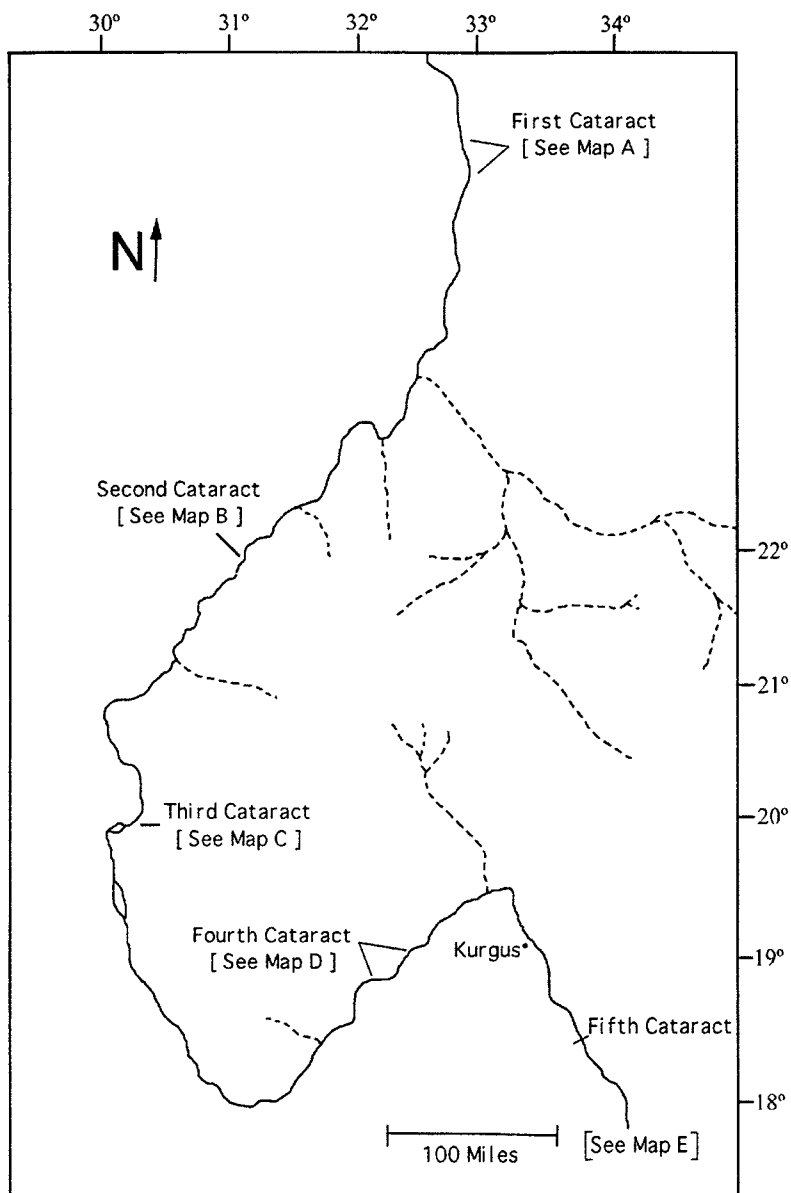 30° 31° 32° 33° 34°
First Cataract
[ See Map A ]
N
Second Cataract
[ See Map B ]
22°
21°
Third Cataract
[ See Map C ]
20°
Fourth Cataract
[ See Map D ]
Kurgus
19°
Fifth Cataract
18°
100 Miles
[See Map E]